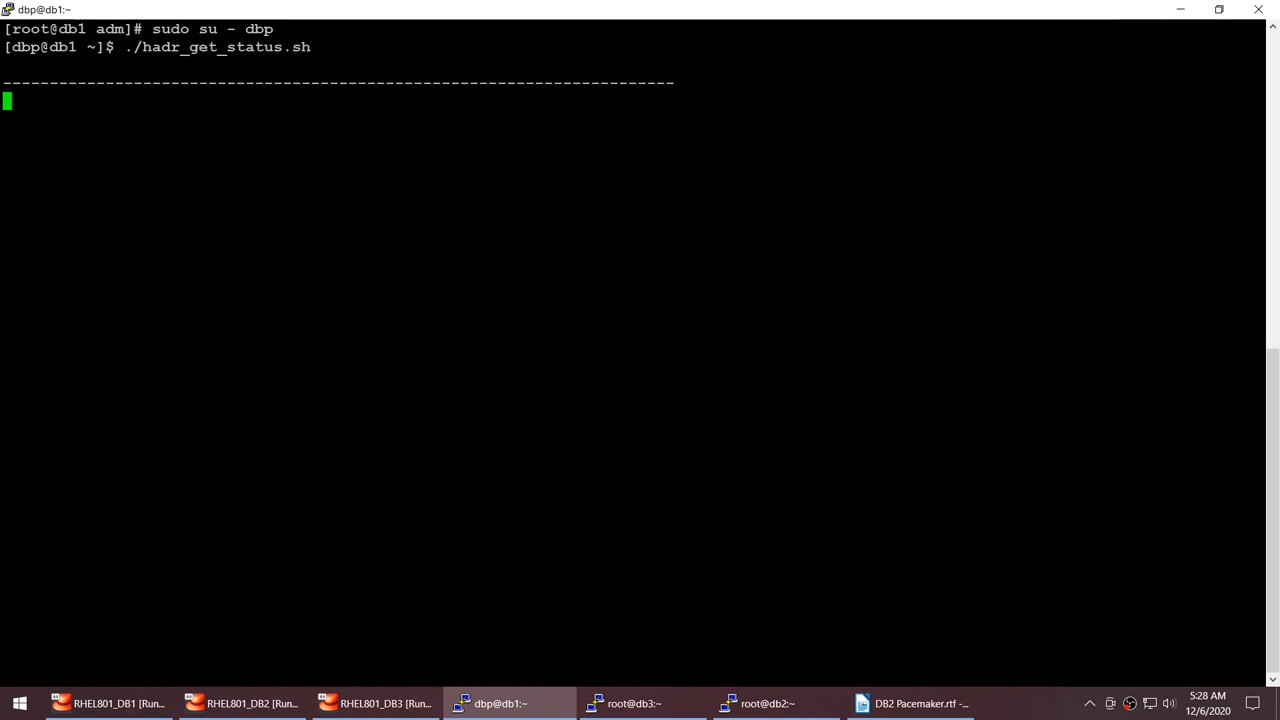 dbp@db1:~
[root@db1 adm]# sudo su - dbp
[dbp@db1 ~]$ ./hadr_get_status.sh
-------------------------------------------------------------------------
RHEL801_DB1 [Run...
RHEL801_DB2 [Run...
RHEL801_DB3 [Run...
dbp@db1:~
root@db3:~
root@db2:~
DB2 Pacemaker.rtf -...
5:28 AM
12/6/2020